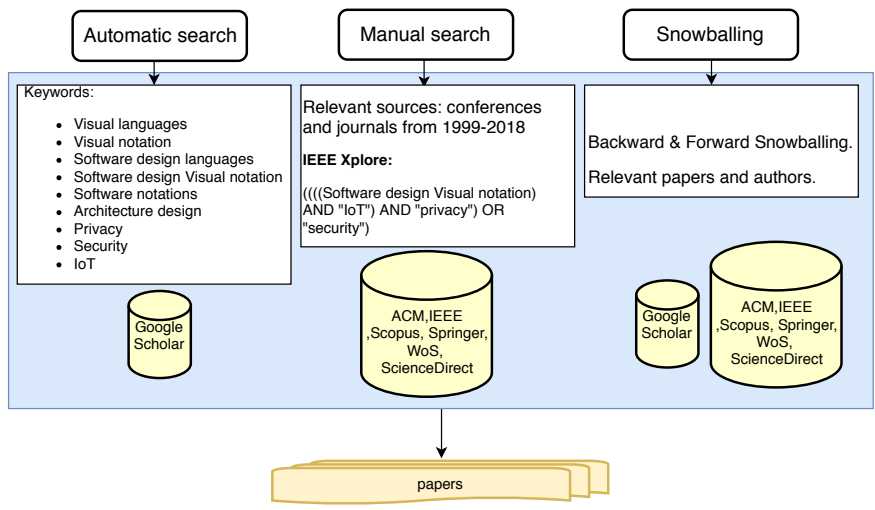 Automatic search
Manual search
Snowballing
Keywords:
• Visual languages
• Visual notation
• Software design languages
• Software design Visual notation
• Software notations
• Architecture design
• Privacy
• Security
• IoT
Relevant sources: conferences
and journals from 1999-2018
IEEE Xplore:
((((Software design Visual notation)
AND "IoT") AND "privacy") OR
"security")
Backward & Forward Snowballing.
Relevant papers and authors.
Google
Scholar
ACM,IEEE
,Scopus, Springer,
WoS,
ScienceDirect
Google
Scholar
ACM,IEEE
,Scopus, Springer,
WoS,
ScienceDirect
papers